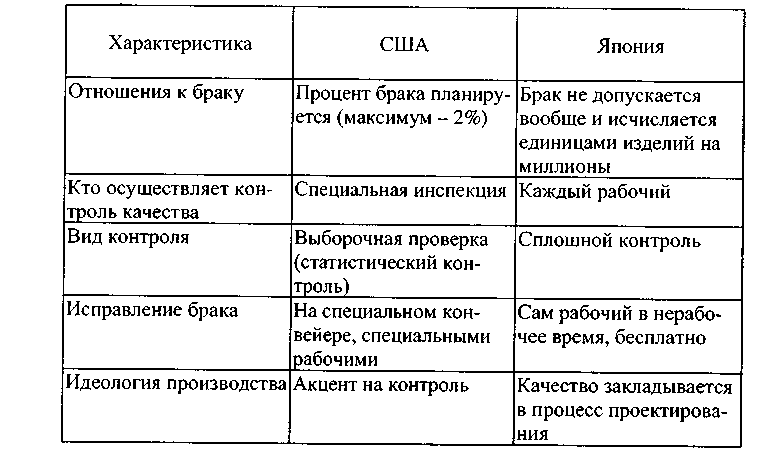 Характеристика
США
Япония
Отношения к браку
Процент брака планиру-
ется (максимум – 2%)
Брак не допускается
вообще и исчисляется
единицами изделий на
миллионы
Кто осуществляет кон-
троль качества
Специальная инспекция
Каждый рабочий
Вид контроля
Выборочная проверка
(статистический кон-
троль)
Сплошной контроль
Исправление брака
На специальном кон-
вейере, специальными
рабочими
Сам рабочий в нерабо-
чее время, бесплатно
Идеология производства
Акцент на контроль
Качество закладывается
в процесс проектирова-
ния